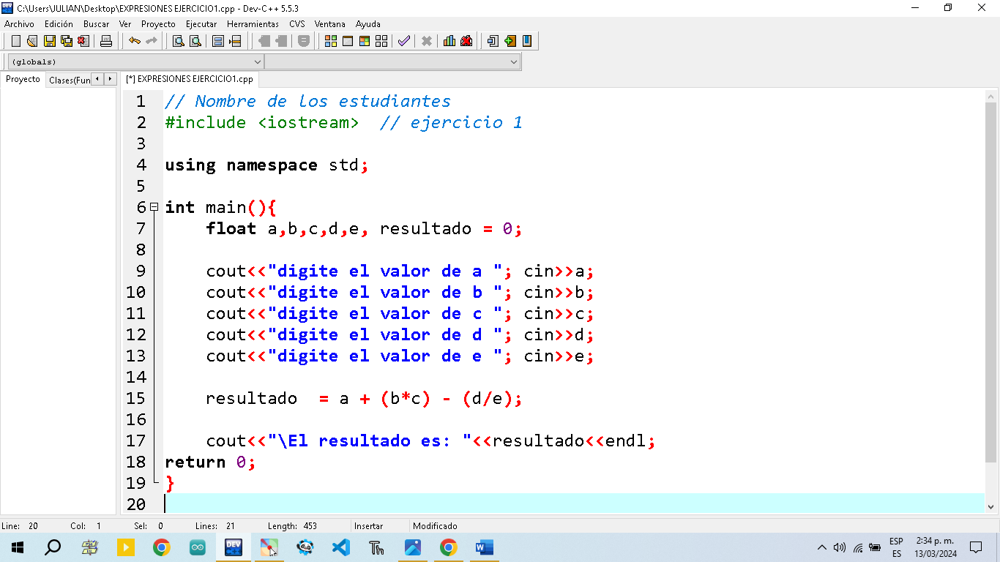 C:\Users\JULIAN\Desktop\EXPRESIONES EJERCICIO1.cpp - Dev-C++ 5.5.3
Archivo Edición Buscar Ver Proyecto Ejecutar Herramientas CVS Ventana Ayuda
(globals)
Proyecto Clases(Fun [*] EXPRESIONES EJERCICIO1.cpp
1 // Nombre de los estudiantes
2 #include <iostream>  // ejercicio 1
3
4 using namespace std;
5
6 int main(){
7     float a,b,c,d,e, resultado = 0;
8
9     cout<<"digite el valor de a "; cin>>a;
10     cout<<"digite el valor de b "; cin>>b;
11     cout<<"digite el valor de c "; cin>>c;
12     cout<<"digite el valor de d "; cin>>d;
13     cout<<"digite el valor de e "; cin>>e;
14
15     resultado  = a + (b*c) - (d/e);
16
17     cout<<"\El resultado es: "<<resultado<<endl;
18 return 0;
19 }
20
Line: 20 Col: 1 Sel: 0 Lines: 21 Length: 453 Insertar Modificado
DEV Th W ESP 2:34 p. m.
ES 13/03/2024